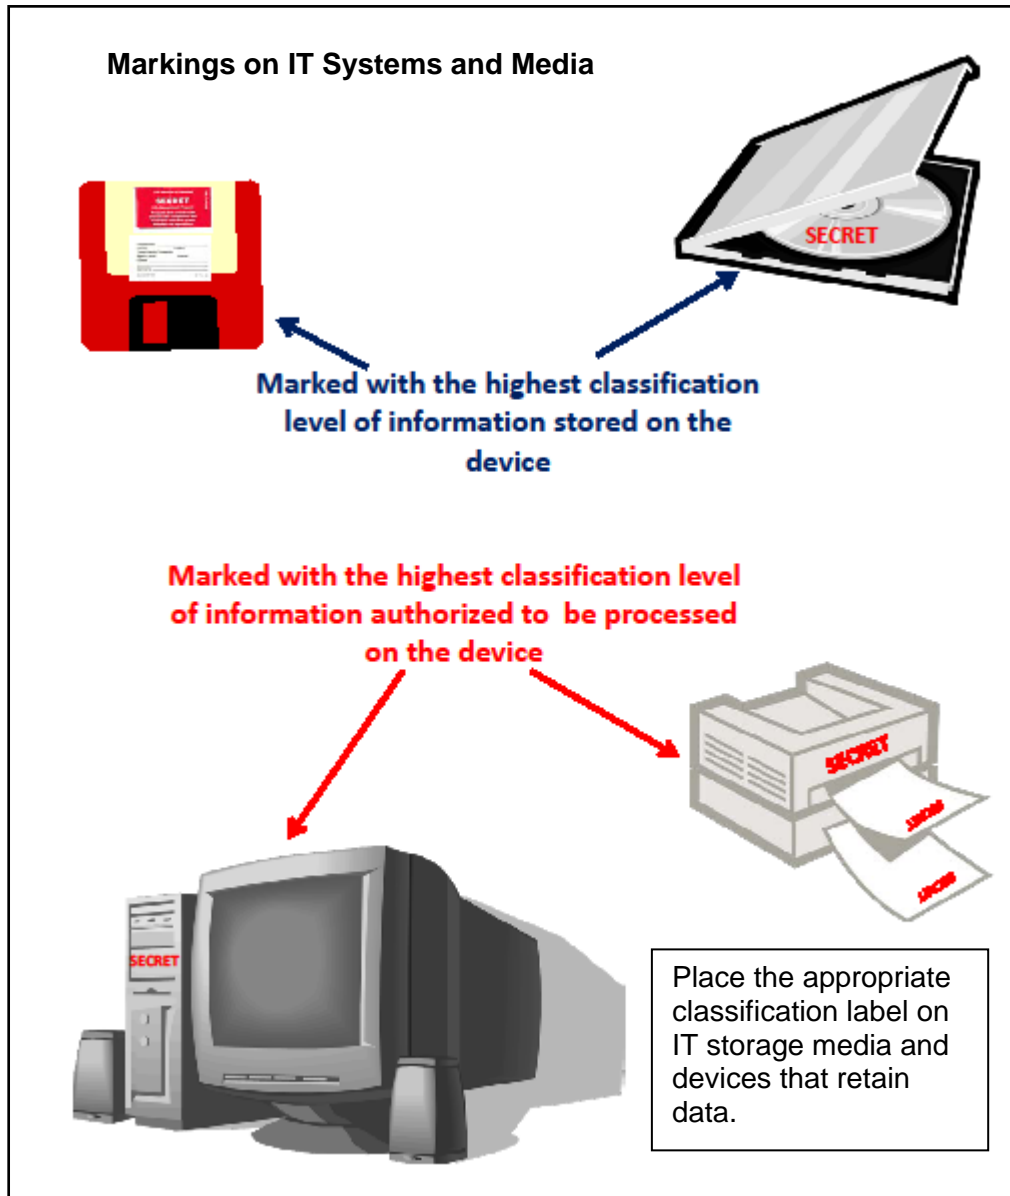 Markings on IT Systems and Media
SECRET
SECRET
Marked with the highest classification
level of information stored on the
device
Marked with the highest classification level
of information authorized to be processed
on the device
SECRET
SECRET
SECRET
SECRET
Place the appropriate
classification label on
IT storage media and
devices that retain
data.